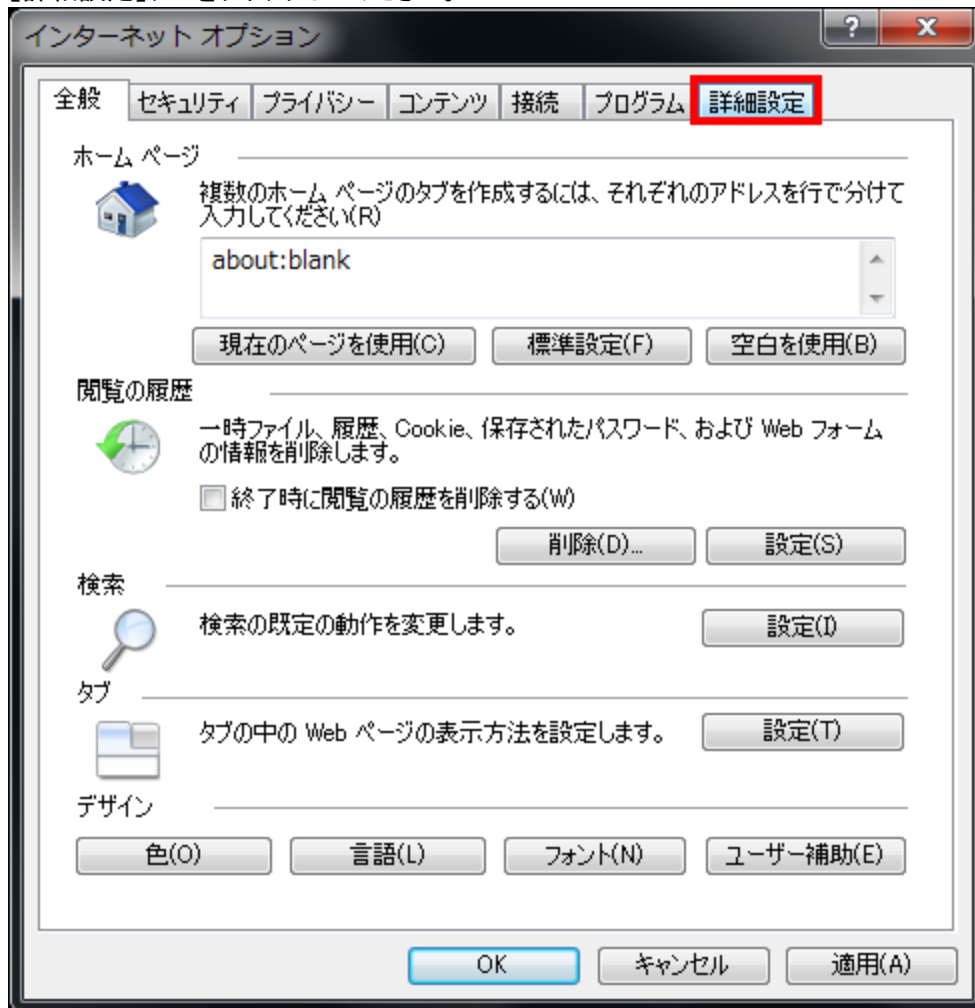 インターネット オプション
?
x
全般 セキュリティ プライバシー コンテンツ 接続 プログラム 詳細設定
ホーム ページ
複数のホーム ページのタブを作成するには、それぞれのアドレスを行で分けて
入力してください(R)
about:blank
現在のページを使用(C) 標準設定(F) 空白を使用(B)
閲覧の履歴
一時ファイル、履歴、Cookie、保存されたパスワード、および Web フォーム
の情報を削除します。
終了時に閲覧の履歴を削除する(W)
削除(D)... 設定(S)
検索
検索の既定の動作を変更します。 設定(I)
タブ
タブの中の Web ページの表示方法を設定します。 設定(T)
デザイン
色(O) 言語(L) フォント(N) ユーザー補助(E)
OK キャンセル 適用(A)